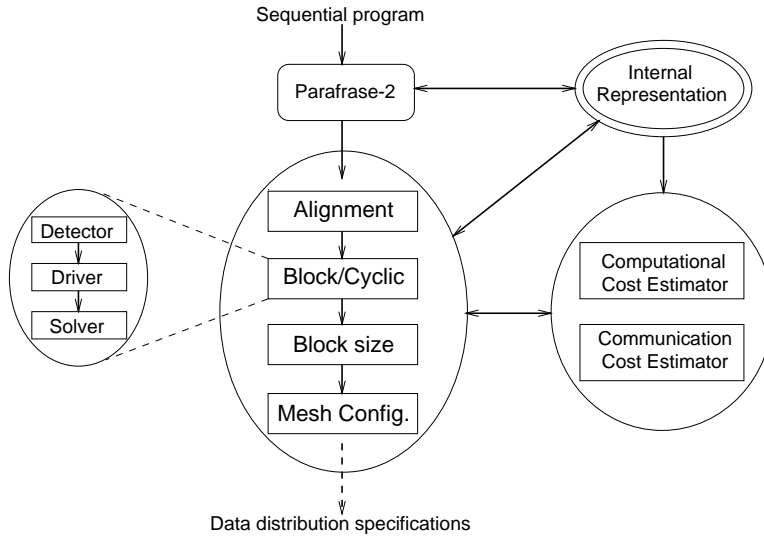 Sequential program
Parafrase-2
Internal
Representation
Alignment
Detector
Driver
Solver
Block/Cyclic
Block size
Mesh Config.
Computational
Cost Estimator
Communication
Cost Estimator
Data distribution specifications